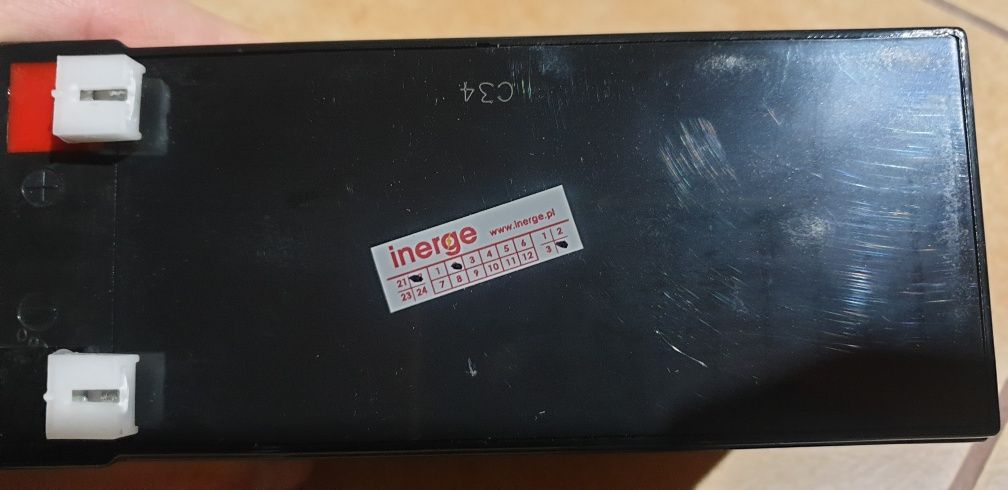 C34
inerge www.inerge.pl
21 1 3 4 5 6 1 2
23 24 7 8 9 10 11 12 3